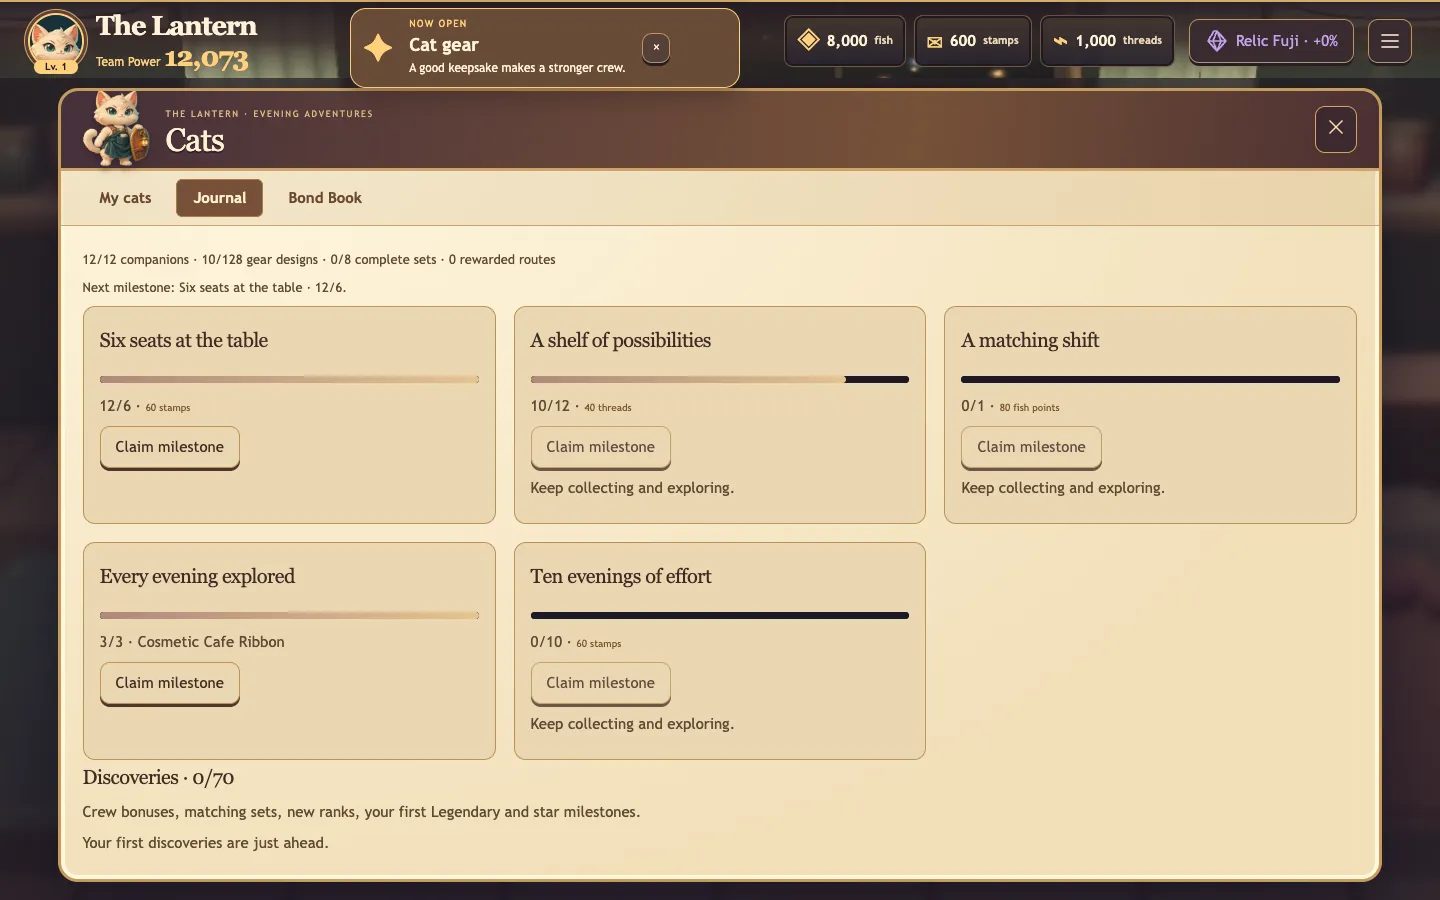 The Lantern
Team Power 12,073
Lv. 1
NOW OPEN
Cat gear
A good keepsake makes a stronger crew.
×
8,000 fish
600 stamps
1,000 threads
Relic Fuji · +0%
THE LANTERN · EVENING ADVENTURES
Cats
My cats
Journal
Bond Book
12/12 companions · 10/128 gear designs · 0/8 complete sets · 0 rewarded routes
Next milestone: Six seats at the table · 12/6.
Six seats at the table
12/6 · 60 stamps
Claim milestone
A shelf of possibilities
10/12 · 40 threads
Claim milestone
Keep collecting and exploring.
A matching shift
0/1 · 80 fish points
Claim milestone
Keep collecting and exploring.
Every evening explored
3/3 · Cosmetic Cafe Ribbon
Claim milestone
Ten evenings of effort
0/10 · 60 stamps
Claim milestone
Keep collecting and exploring.
Discoveries · 0/70
Crew bonuses, matching sets, new ranks, your first Legendary and star milestones.
Your first discoveries are just ahead.